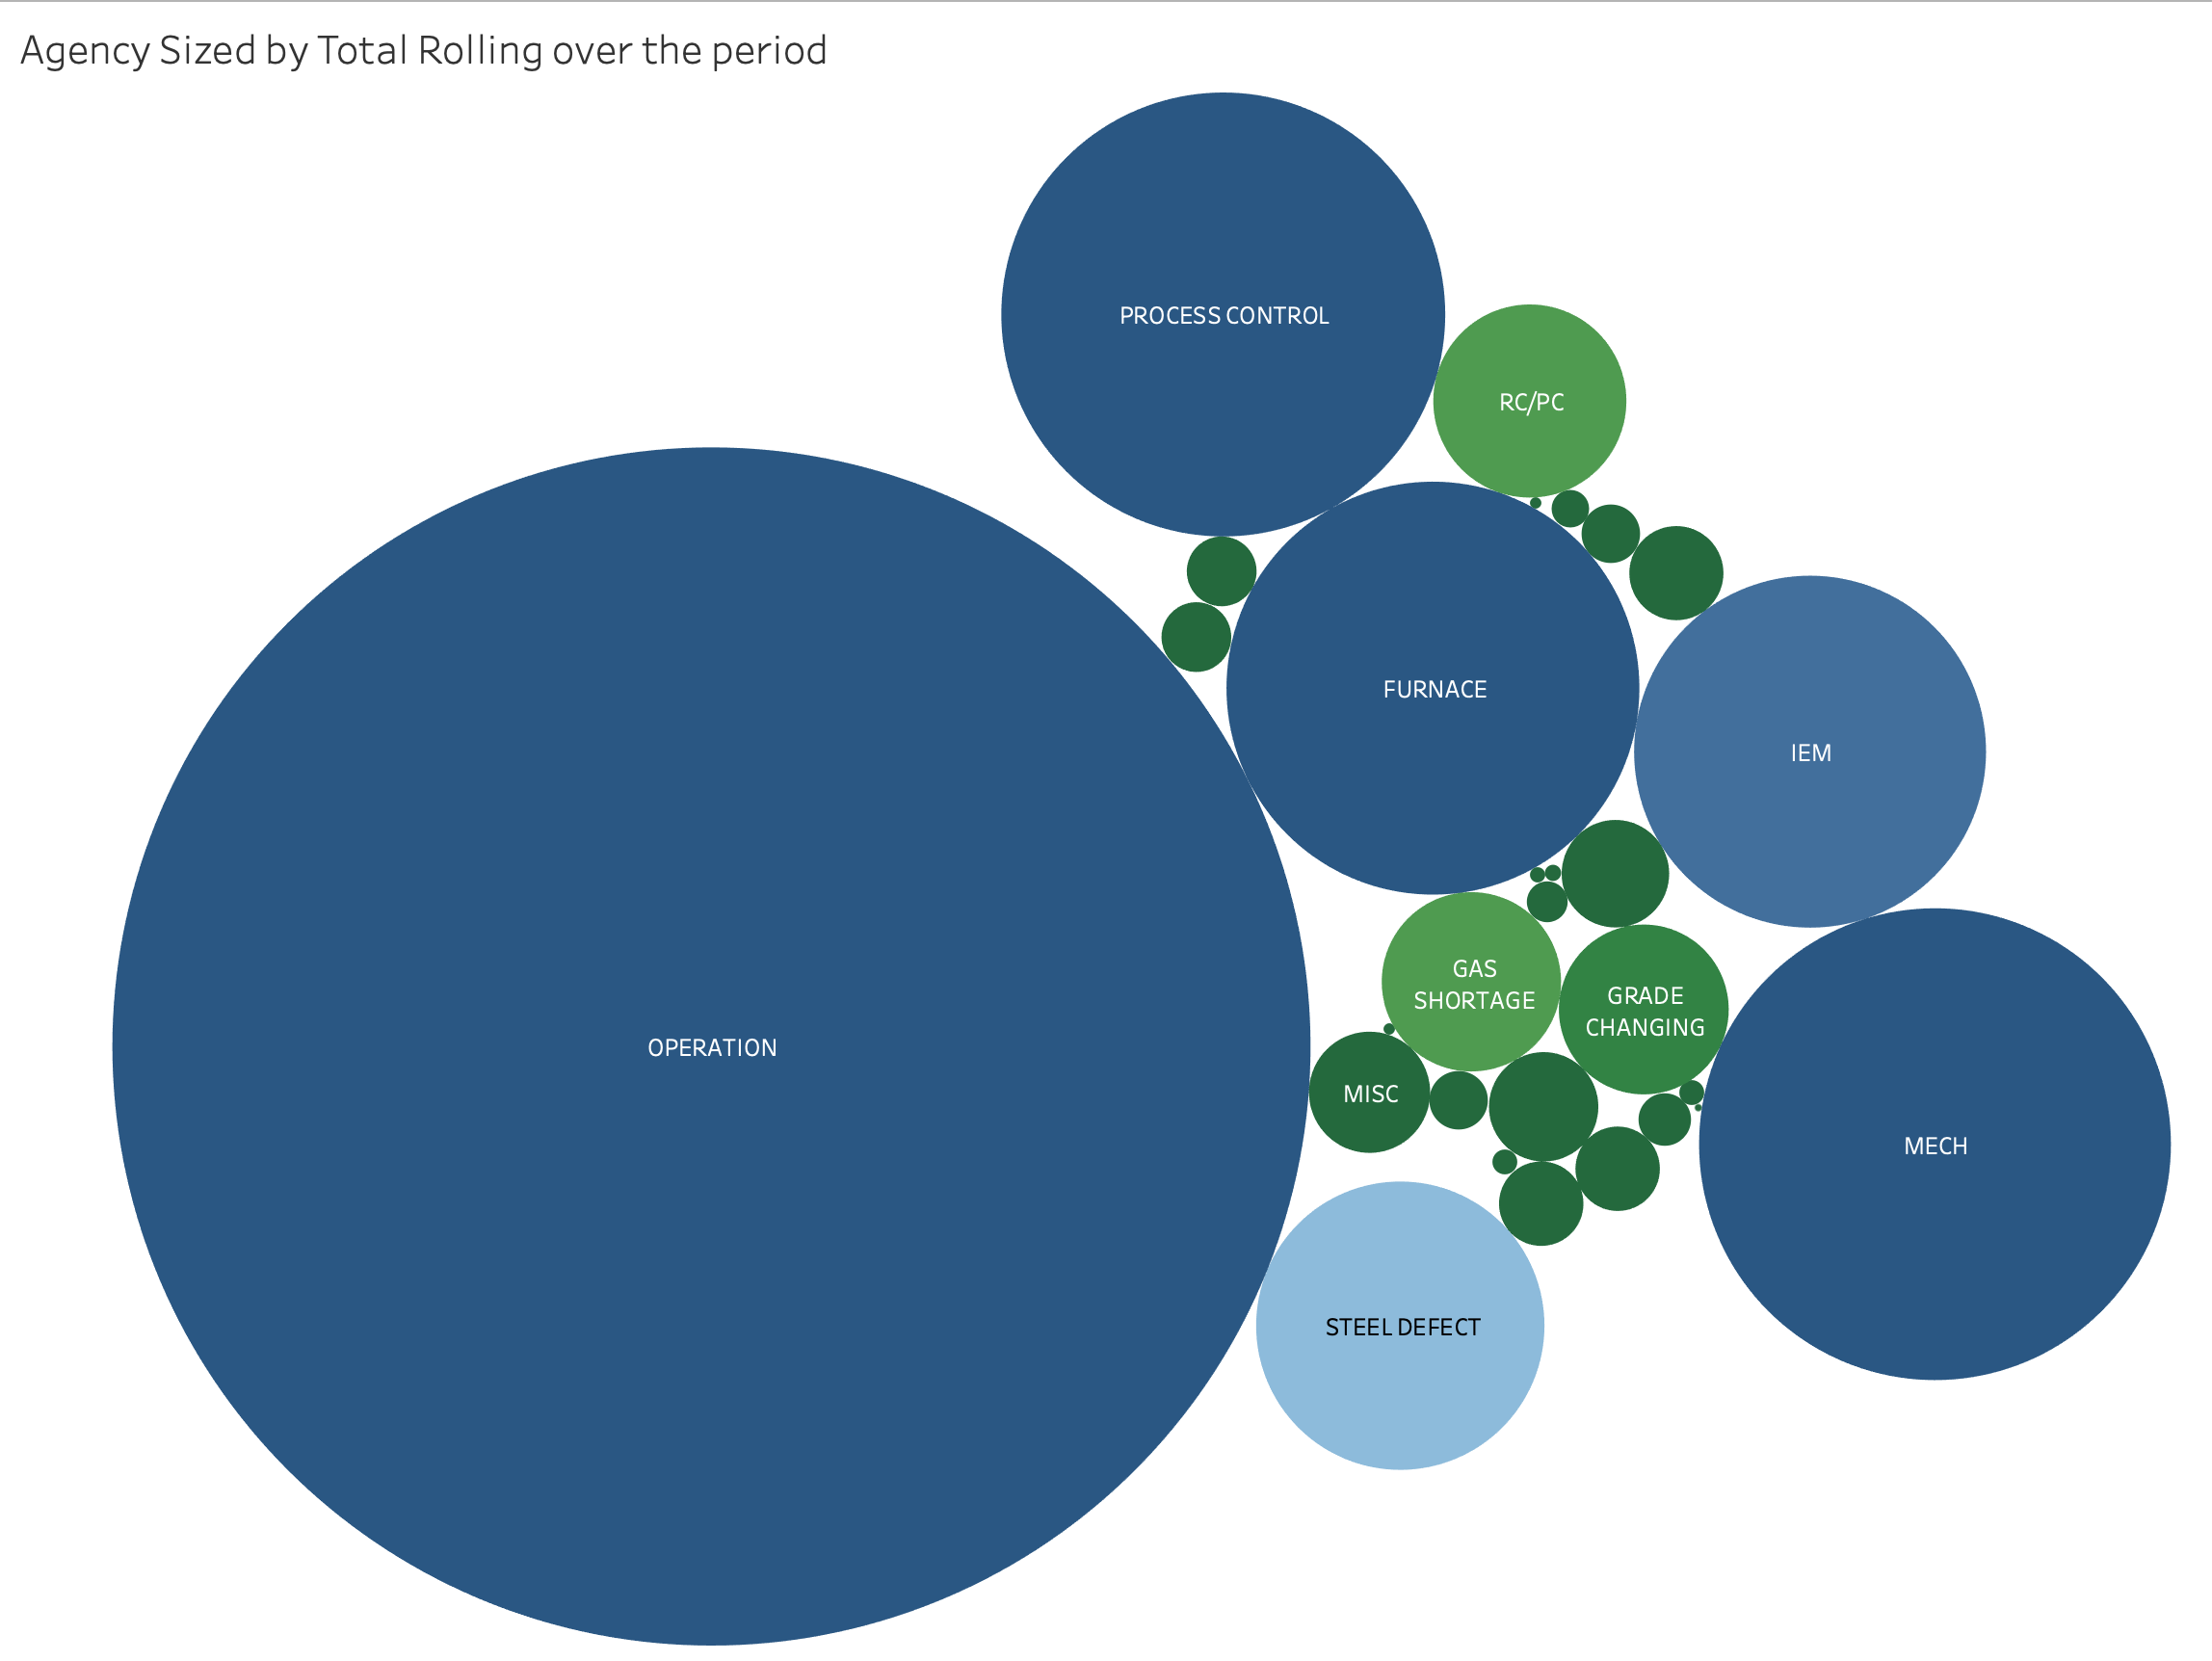 Agency Sized by Total Rolling over the period
PROCESS CONTROL
RC/PC
FURNACE
IEM
GAS
SHORTAGE
GRADE
CHANGING
OPERATION
MISC
MECH
STEEL DEFECT